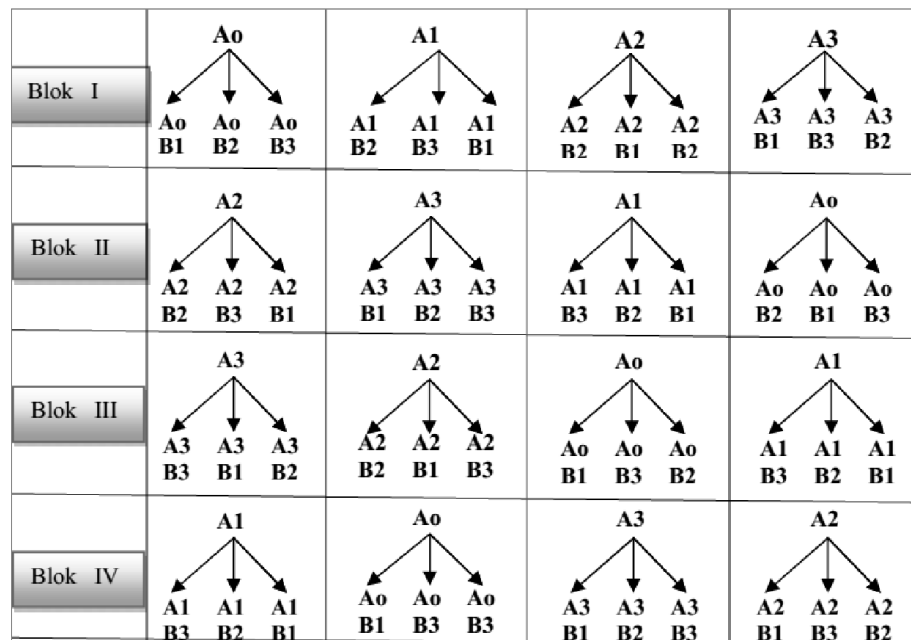 Ao A1 A2 A3
Blok I
Ao Ao Ao A1 A1 A1 A2 A2 A2 A3 A3 A3
B1 B2 B3 B2 B3 B1 B2 B1 B2 B1 B3 B2
A2 A3 A1 Ao
Blok II
A2 A2 A2 A3 A3 A3 A1 A1 A1 Ao Ao Ao
B2 B3 B1 B1 B2 B3 B3 B2 B1 B2 B1 B3
A3 A2 Ao A1
Blok III
A3 A3 A3 A2 A2 A2 Ao Ao Ao A1 A1 A1
B3 B1 B2 B2 B1 B3 B1 B3 B2 B3 B2 B1
A1 Ao A3 A2
Blok IV
A1 A1 A1 Ao Ao Ao A3 A3 A3 A2 A2 A2
B3 B2 B1 B1 B3 B3 B1 B2 B3 B1 B3 B2